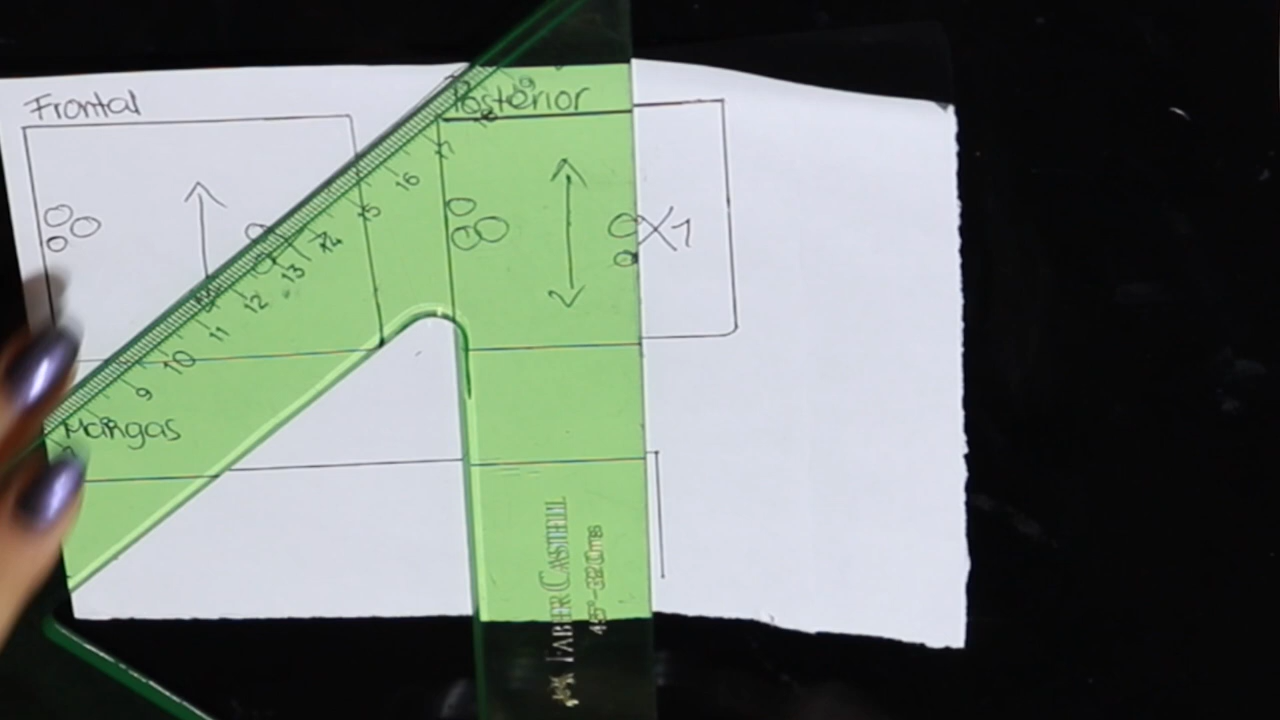 Frontal
Posterior
X1
17
16
15
14
13
12
11
10
9
Mangas
FABER CASTELL